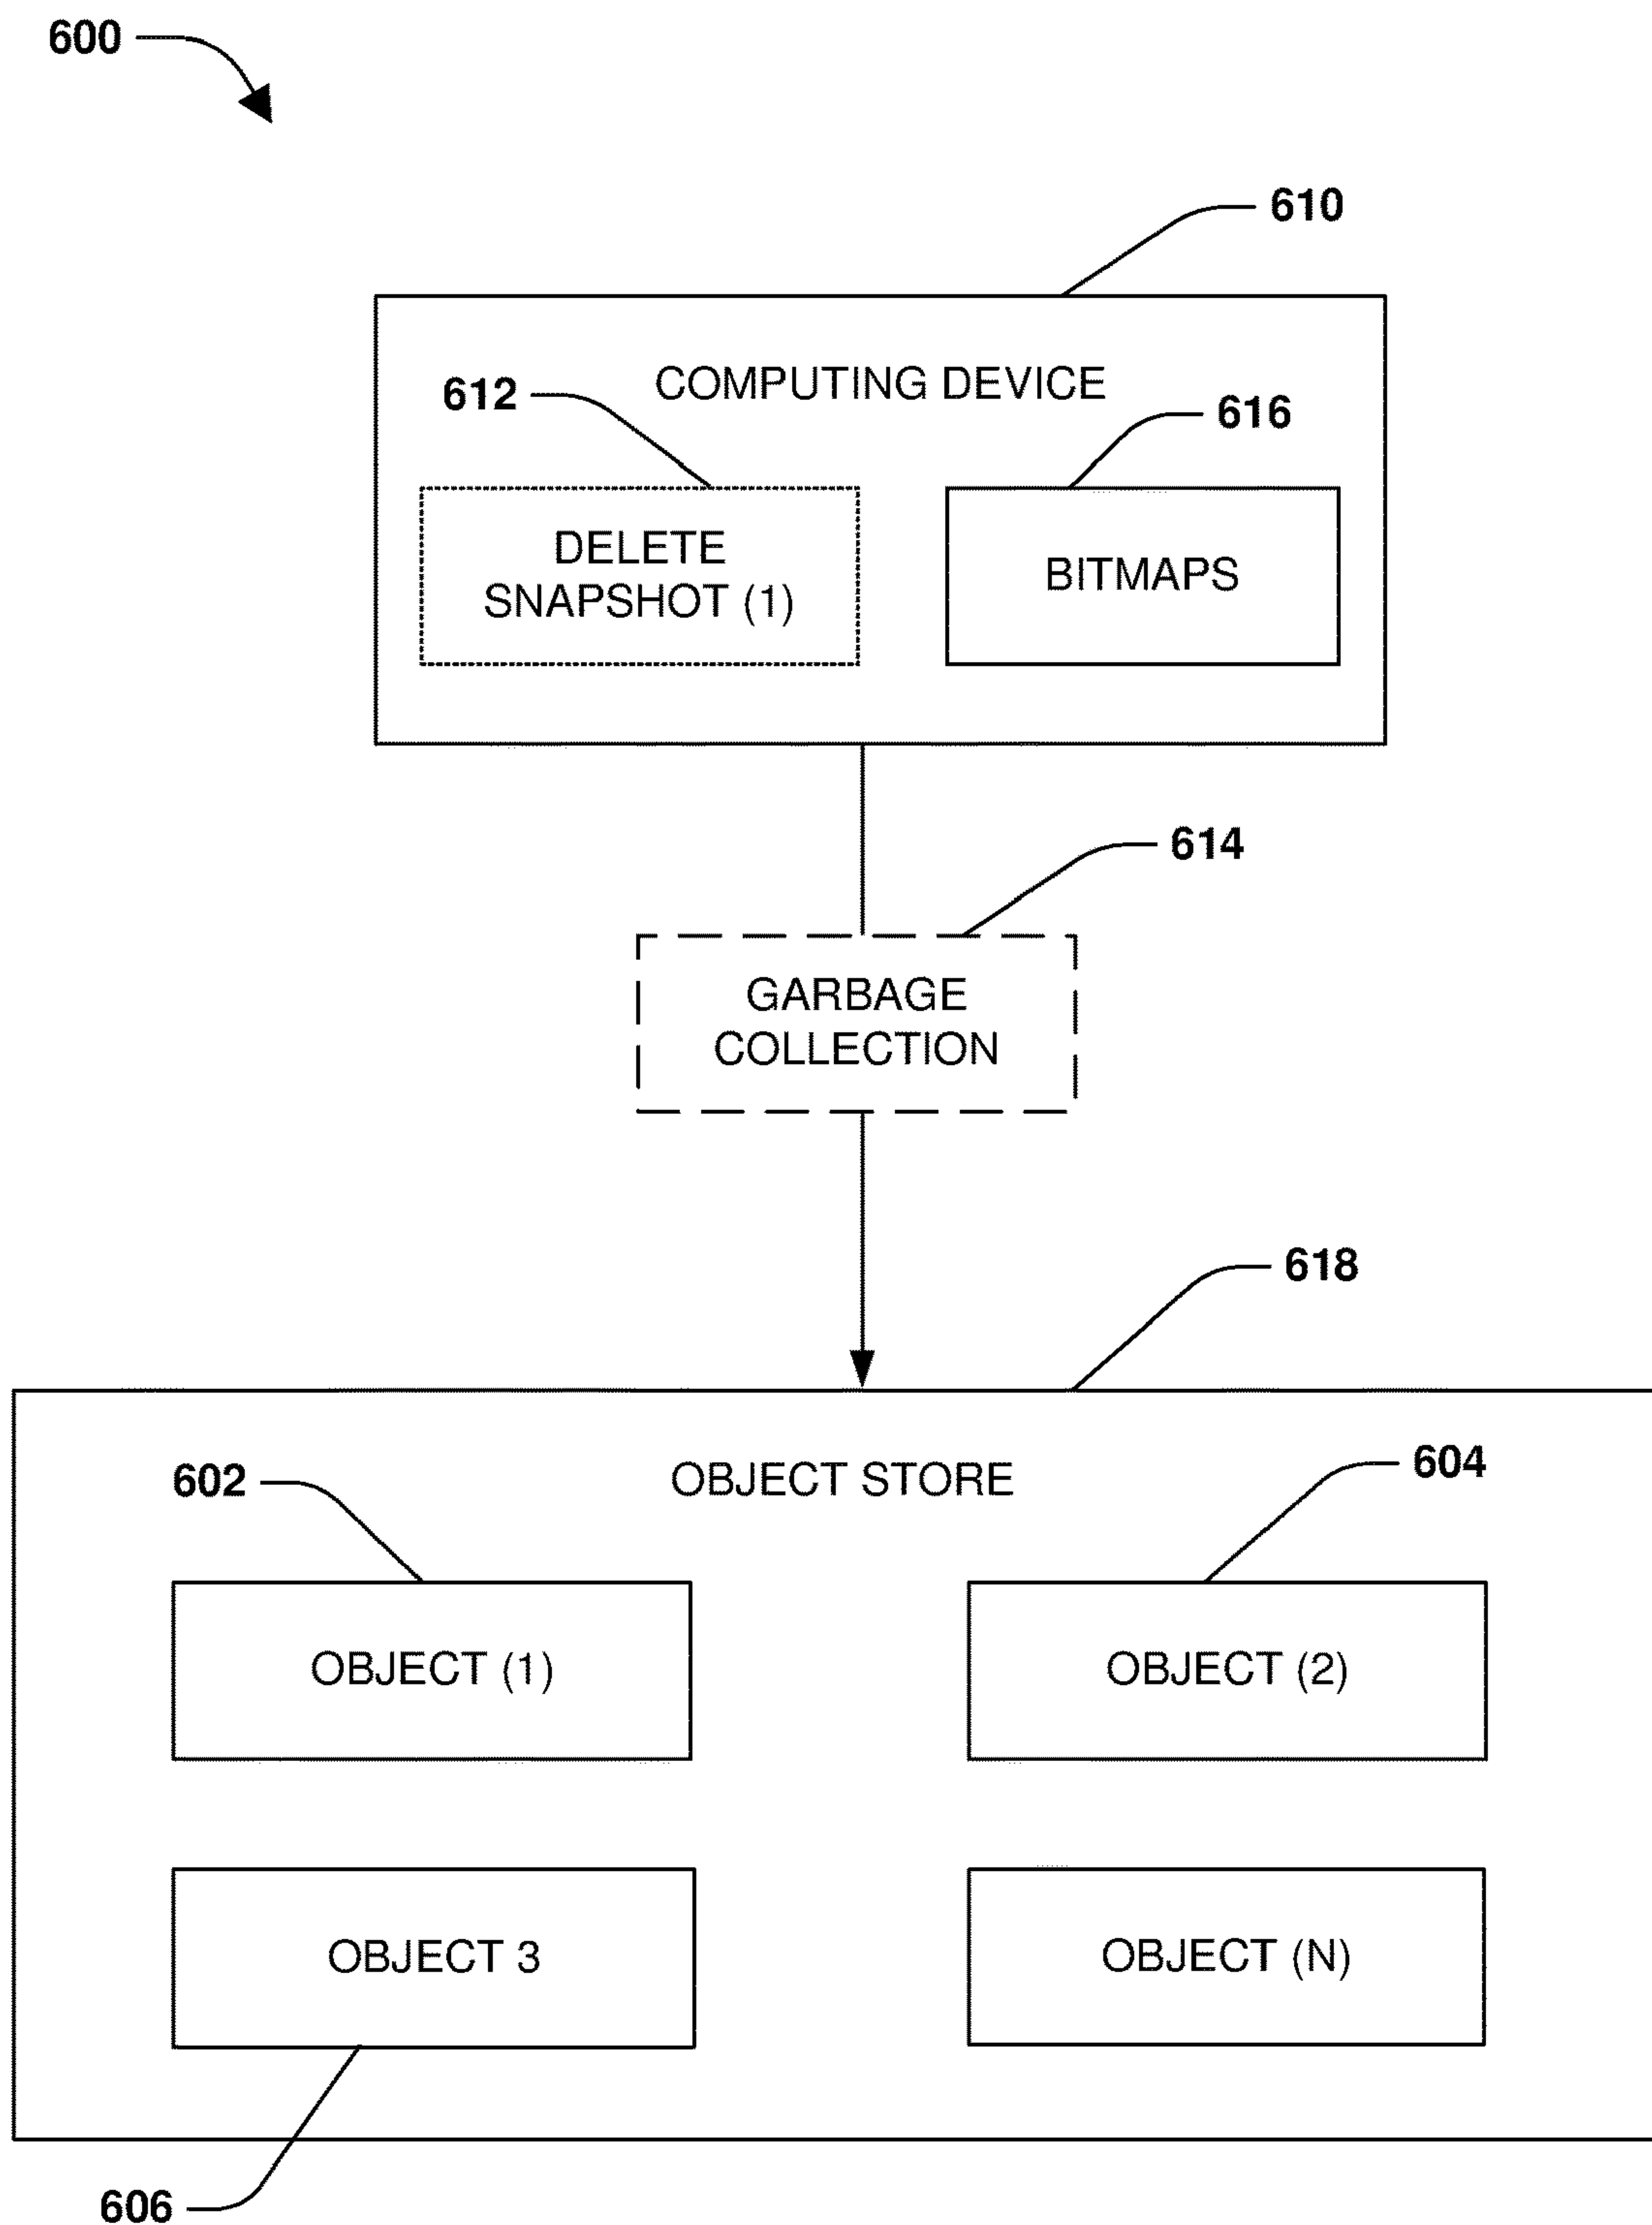 600
610
COMPUTING DEVICE
612
616
DELETE
SNAPSHOT (1)
BITMAPS
614
GARBAGE
COLLECTION
618
OBJECT STORE
602
604
OBJECT (1)
OBJECT (2)
OBJECT 3
OBJECT (N)
606